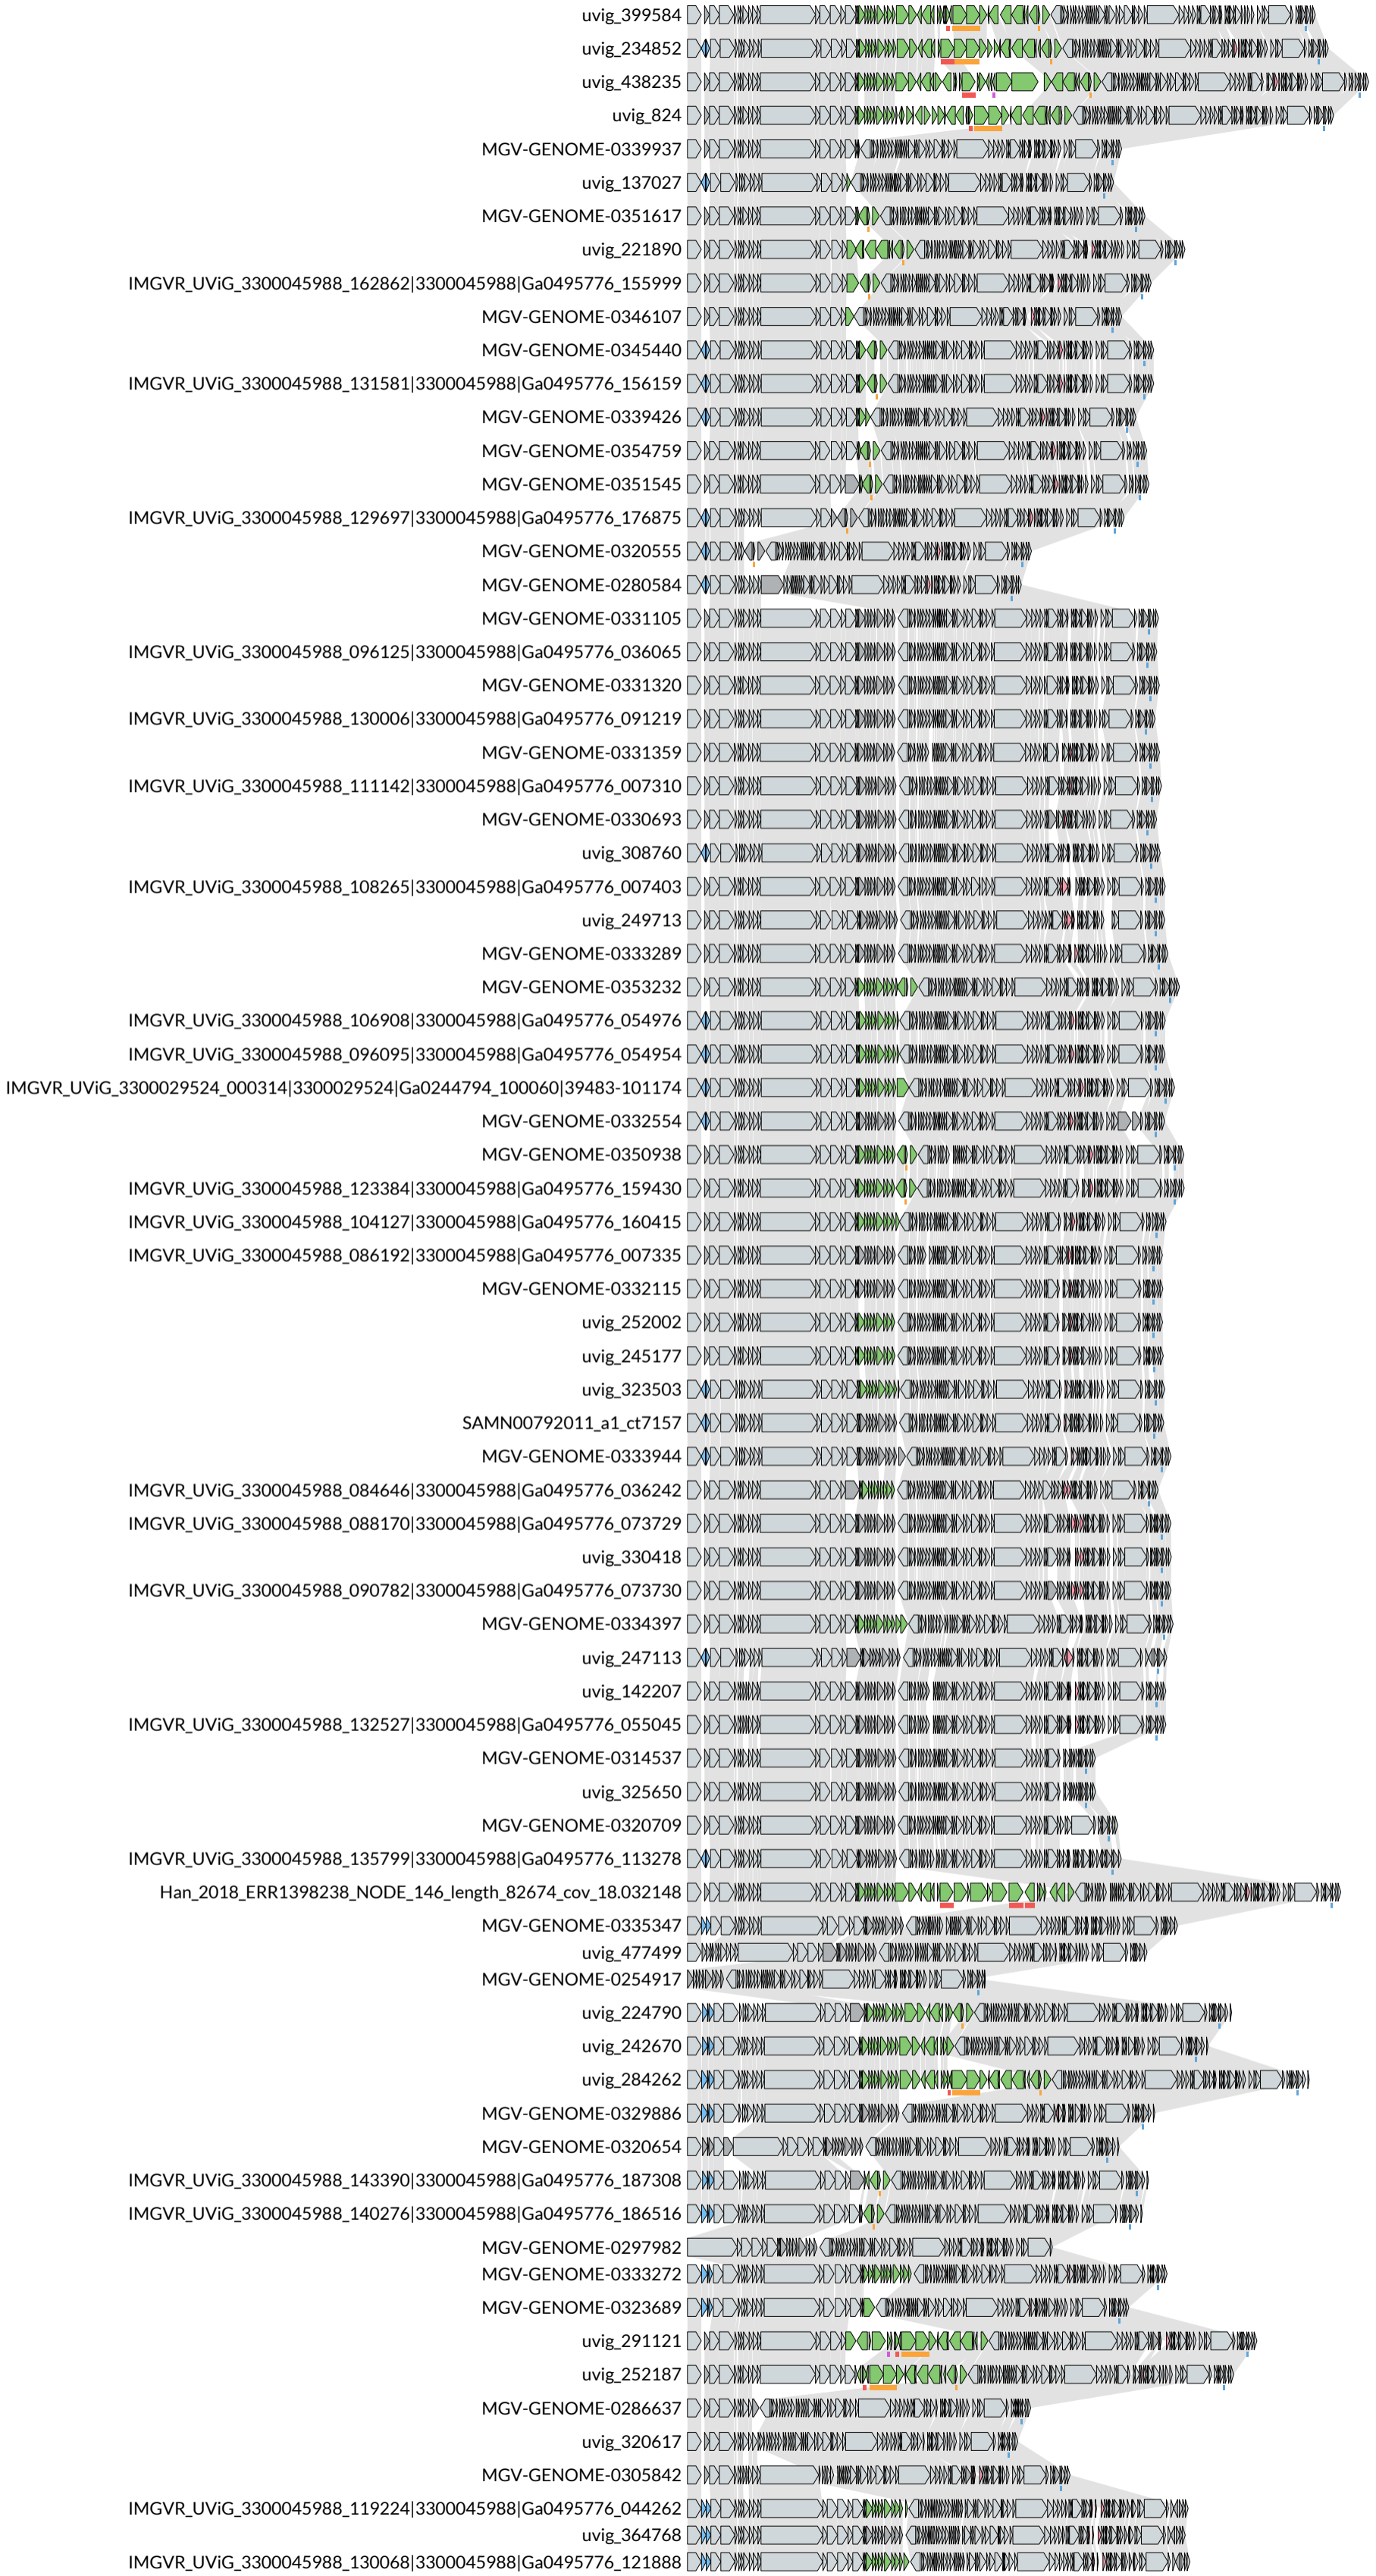 uvig_399584
uvig_234852
uvig_438235
uvig_824
MGV-GENOME-0339937
uvig_137027
MGV-GENOME-0351617
uvig_221890
IMGVR_UViG_3300045988_162862|3300045988|Ga0495776_155999
MGV-GENOME-0346107
MGV-GENOME-0345440
IMGVR_UViG_3300045988_131581|3300045988|Ga0495776_156159
MGV-GENOME-0339426
MGV-GENOME-0354759
MGV-GENOME-0351545
IMGVR_UViG_3300045988_129697|3300045988|Ga0495776_176875
MGV-GENOME-0320555
MGV-GENOME-0280584
MGV-GENOME-0331105
IMGVR_UViG_3300045988_096125|3300045988|Ga0495776_036065
MGV-GENOME-0331320
IMGVR_UViG_3300045988_130006|3300045988|Ga0495776_091219
MGV-GENOME-0331359
IMGVR_UViG_3300045988_111142|3300045988|Ga0495776_007310
MGV-GENOME-0330693
uvig_308760
IMGVR_UViG_3300045988_108265|3300045988|Ga0495776_007403
uvig_249713
MGV-GENOME-0333289
MGV-GENOME-0353232
IMGVR_UViG_3300045988_106908|3300045988|Ga0495776_054976
IMGVR_UViG_3300045988_096095|3300045988|Ga0495776_054954
IMGVR_UViG_3300029524_000314|3300029524|Ga0244794_100060|39483-101174
MGV-GENOME-0332554
MGV-GENOME-0350938
IMGVR_UViG_3300045988_123384|3300045988|Ga0495776_159430
IMGVR_UViG_3300045988_104127|3300045988|Ga0495776_160415
IMGVR_UViG_3300045988_086192|3300045988|Ga0495776_007335
MGV-GENOME-0332115
uvig_252002
uvig_245177
uvig_323503
SAMN00792011_a1_ct7157
MGV-GENOME-0333944
IMGVR_UViG_3300045988_084646|3300045988|Ga0495776_036242
IMGVR_UViG_3300045988_088170|3300045988|Ga0495776_073729
uvig_330418
IMGVR_UViG_3300045988_090782|3300045988|Ga0495776_073730
MGV-GENOME-0334397
uvig_247113
uvig_142207
IMGVR_UViG_3300045988_132527|3300045988|Ga0495776_055045
MGV-GENOME-0314537
uvig_325650
MGV-GENOME-0320709
IMGVR_UViG_3300045988_135799|3300045988|Ga0495776_113278
Han_2018_ERR1398238_NODE_146_length_82674_cov_18.032148
MGV-GENOME-0335347
uvig_477499
MGV-GENOME-0254917
uvig_224790
uvig_242670
uvig_284262
MGV-GENOME-0329886
MGV-GENOME-0320654
IMGVR_UViG_3300045988_143390|3300045988|Ga0495776_187308
IMGVR_UViG_3300045988_140276|3300045988|Ga0495776_186516
MGV-GENOME-0297982
MGV-GENOME-0333272
MGV-GENOME-0323689
uvig_291121
uvig_252187
MGV-GENOME-0286637
uvig_320617
MGV-GENOME-0305842
IMGVR_UViG_3300045988_119224|3300045988|Ga0495776_044262
uvig_364768
IMGVR_UViG_3300045988_130068|3300045988|Ga0495776_121888